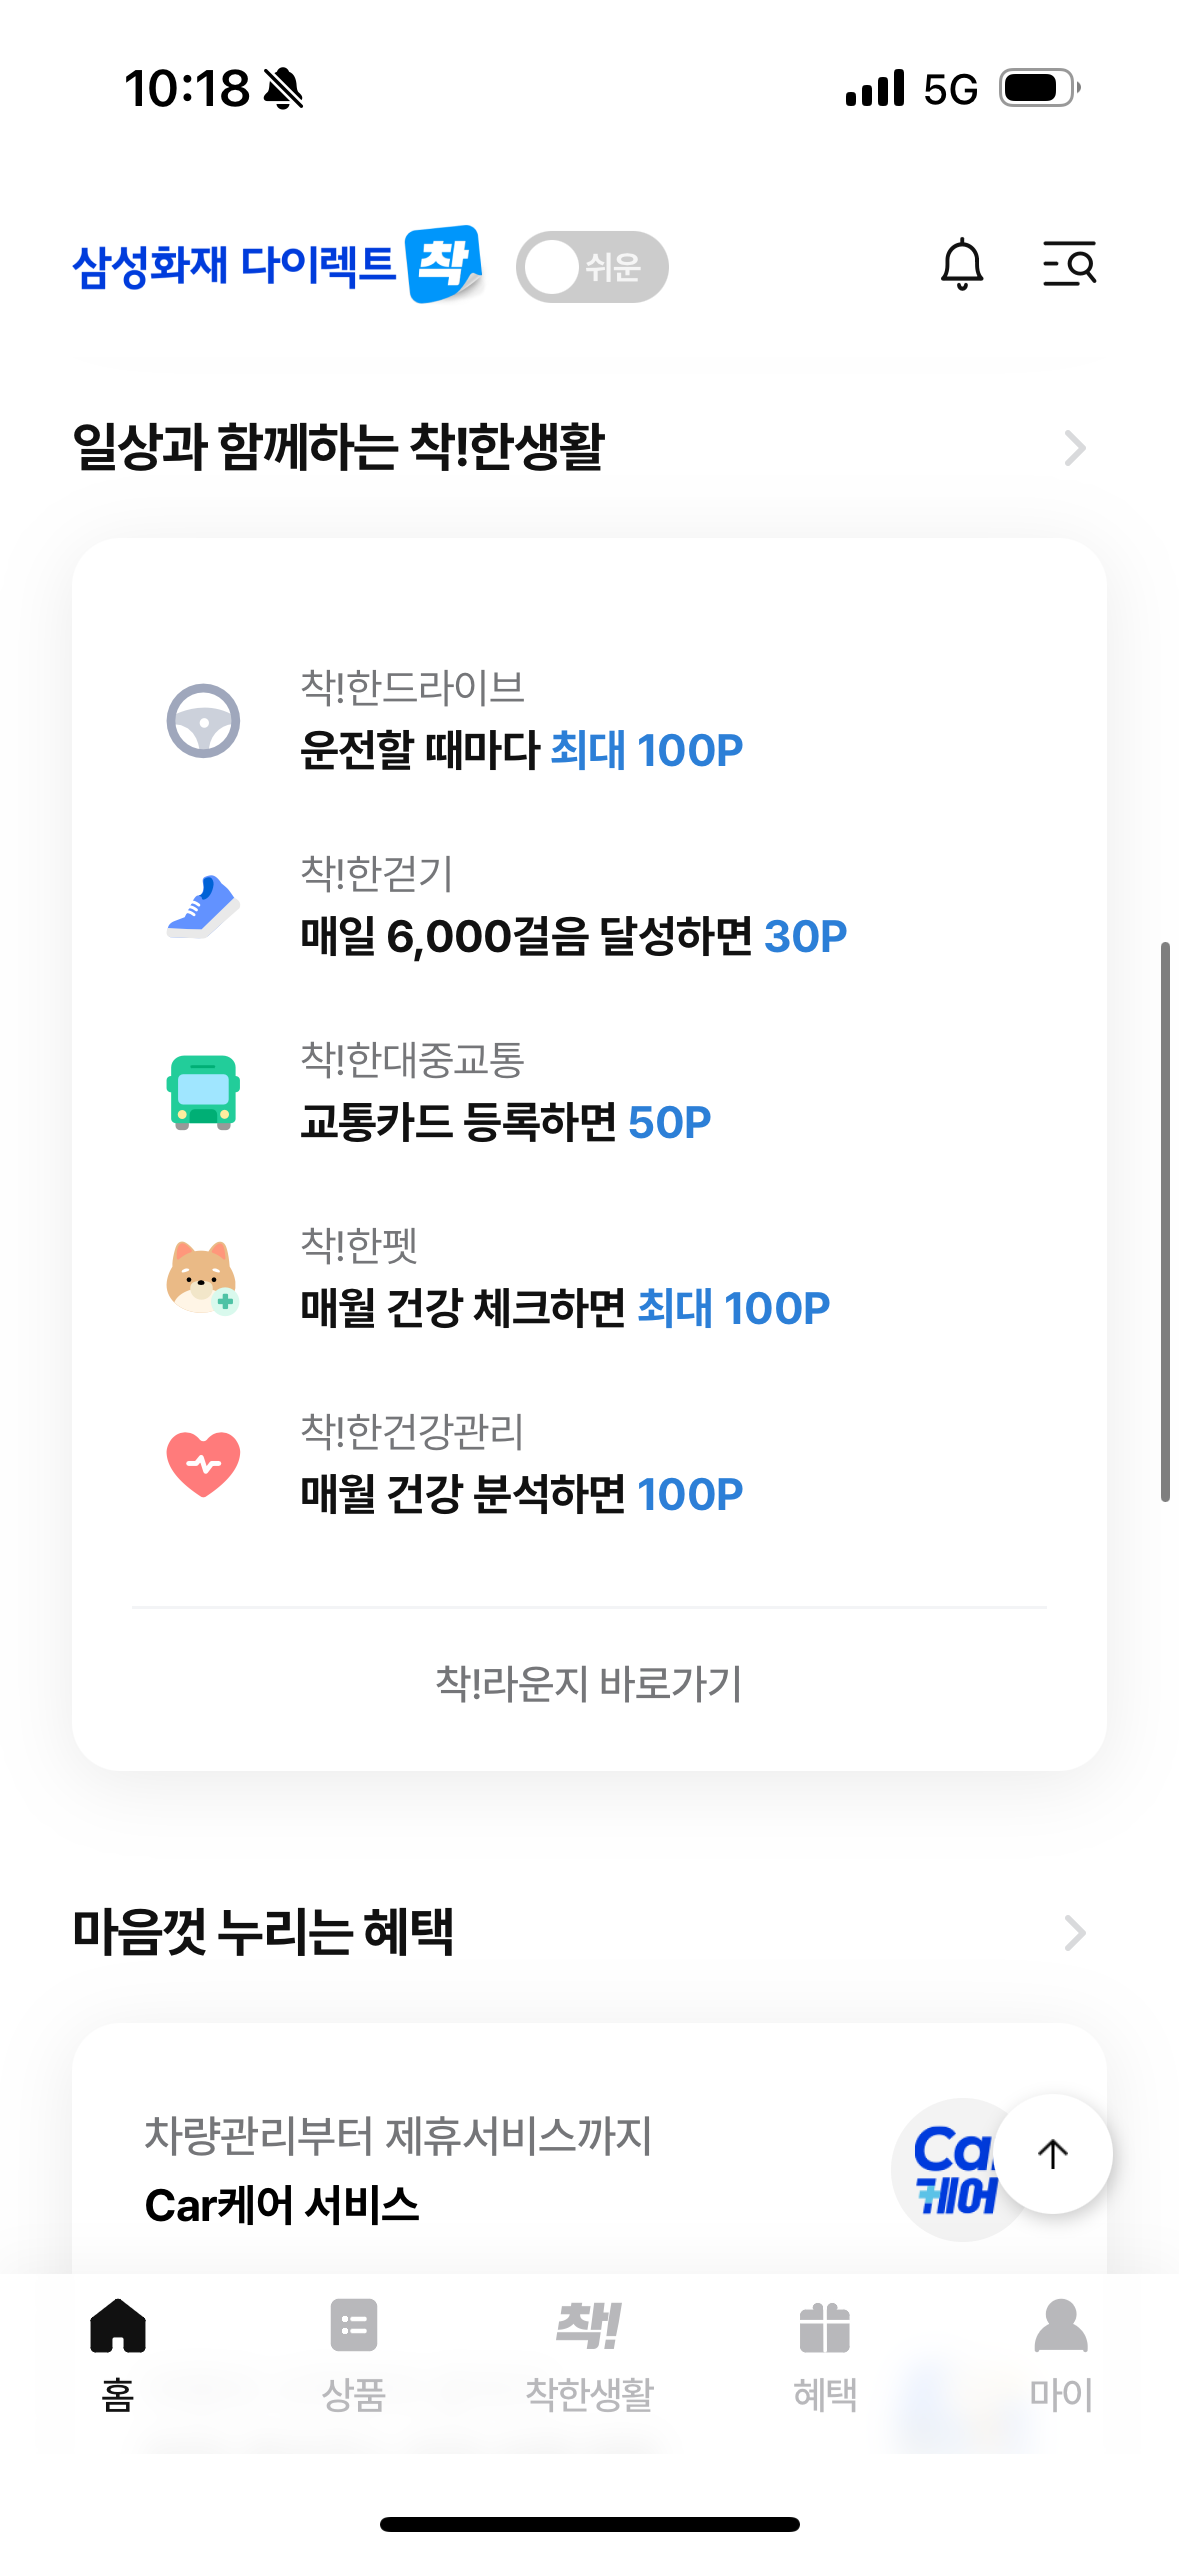 10:18
5G
삼성화재 다이렉트 착
쉬운
일상과 함께하는 착!한생활
착!한드라이브
운전할 때마다 최대 100P
착!한걷기
매일 6,000걸음 달성하면 30P
착!한대중교통
교통카드 등록하면 50P
착!한펫
매월 건강 체크하면 최대 100P
착!한건강관리
매월 건강 분석하면 100P
착!라운지 바로가기
마음껏 누리는 혜택
차량관리부터 제휴서비스까지
Car케어 서비스
케어
착!
홈
상품
착한생활
혜택
마이